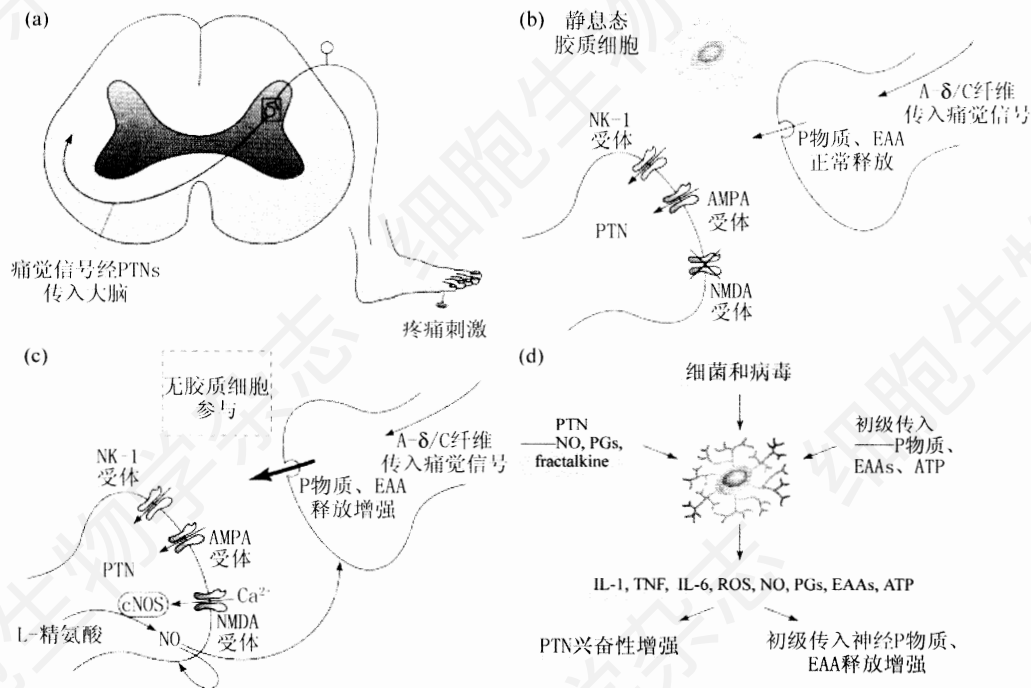 (a)
痛觉信号经PTNs
传入大脑
疼痛刺激
(b)
静息态
胶质细胞
NK-1
受体
AMPA
受体
PTN
NMDA
受体
A-δ/C纤维
传入痛觉信号
P物质、EAA
正常释放
(c)
无胶质细胞
参与
NK-1
受体
AMPA
受体
PTN
cNOS
Ca²⁺
NMDA
受体
L-精氨酸
NO
A-δ/C纤维
传入痛觉信号
P物质、EAA
释放增强
(d)
细菌和病毒
PTN
——NO, PGs,
fractalkine
初级传入
——P物质、
EAAs、ATP
IL-1, TNF, IL-6, ROS, NO, PGs, EAAs, ATP
PTN兴奋性增强
初级传入神经P物质、
EAA释放增强
细胞生物学杂志